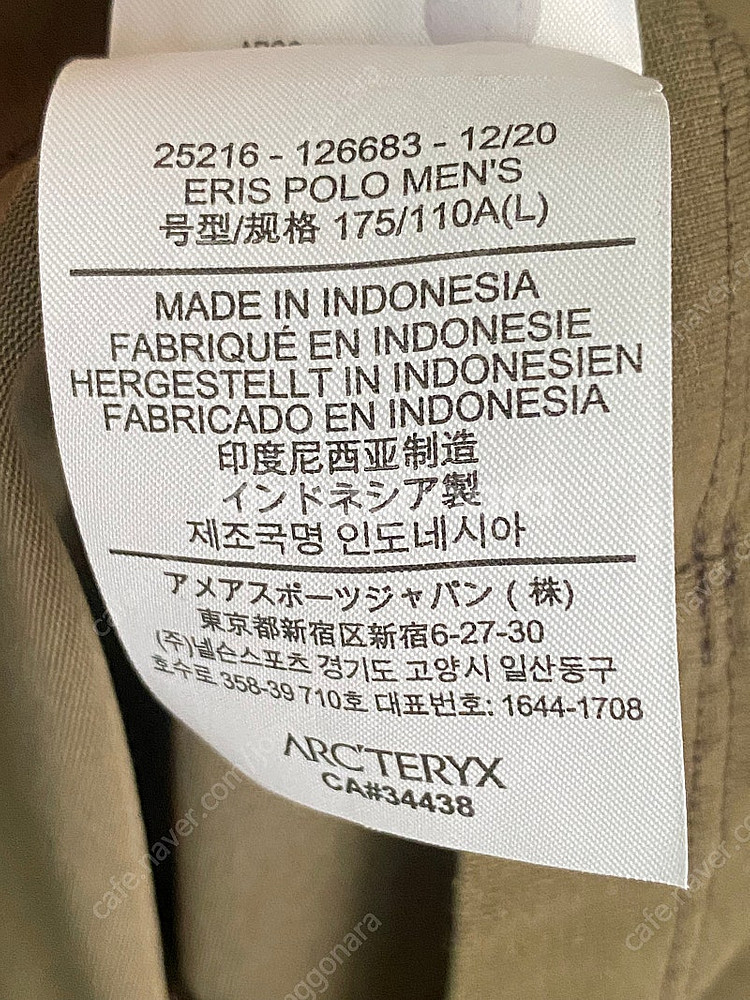 25216 - 126683 - 12/20
ERIS POLO MEN'S
号型/规格 175/110A(L)
MADE IN INDONESIA
FABRIQUÉ EN INDONESIE
HERGESTELLT IN INDONESIEN
FABRICADO EN INDONESIA
印度尼西亚制造
インドネシア製
제조국명 인도네시아
アメアスポーツジャパン ( 株)
東京都新宿区新宿6-27-30
(주)넬슨스포츠 경기도 고양시 일산동구
호수로 358-39 710호 대표번호: 1644-1708
ARC'TERYX
CA#34438
cafe.naver.com/joonggonara